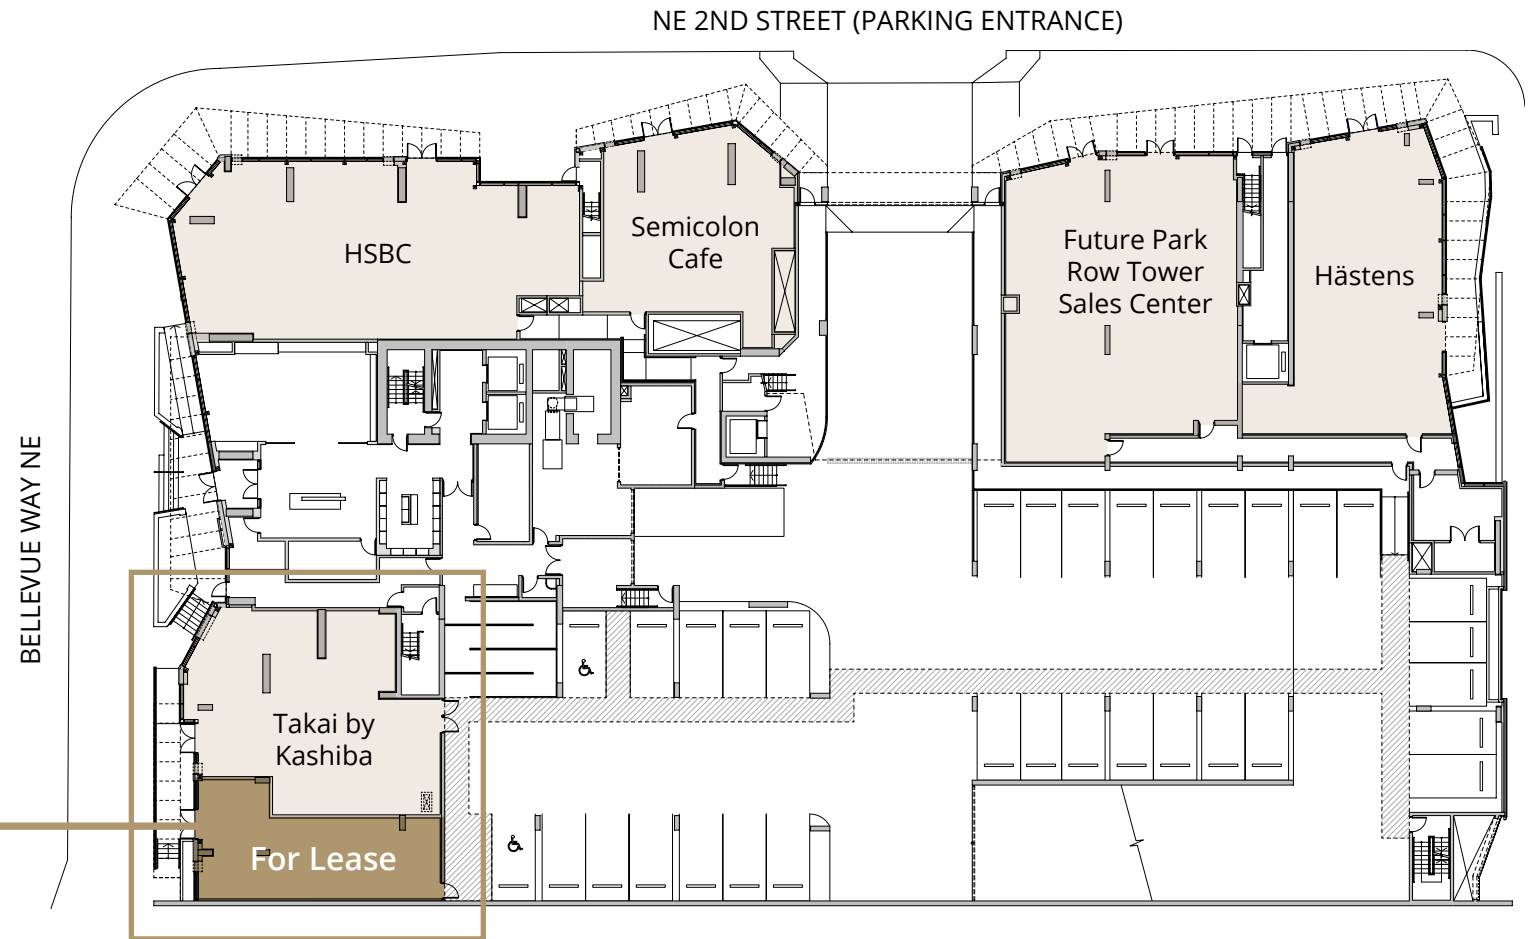 NE 2ND STREET (PARKING ENTRANCE)
HSBC
Semicolon
Cafe
Future Park
Row Tower
Sales Center
Hästens
BELLEVUE WAY NE
Takai by
Kashiba
For Lease